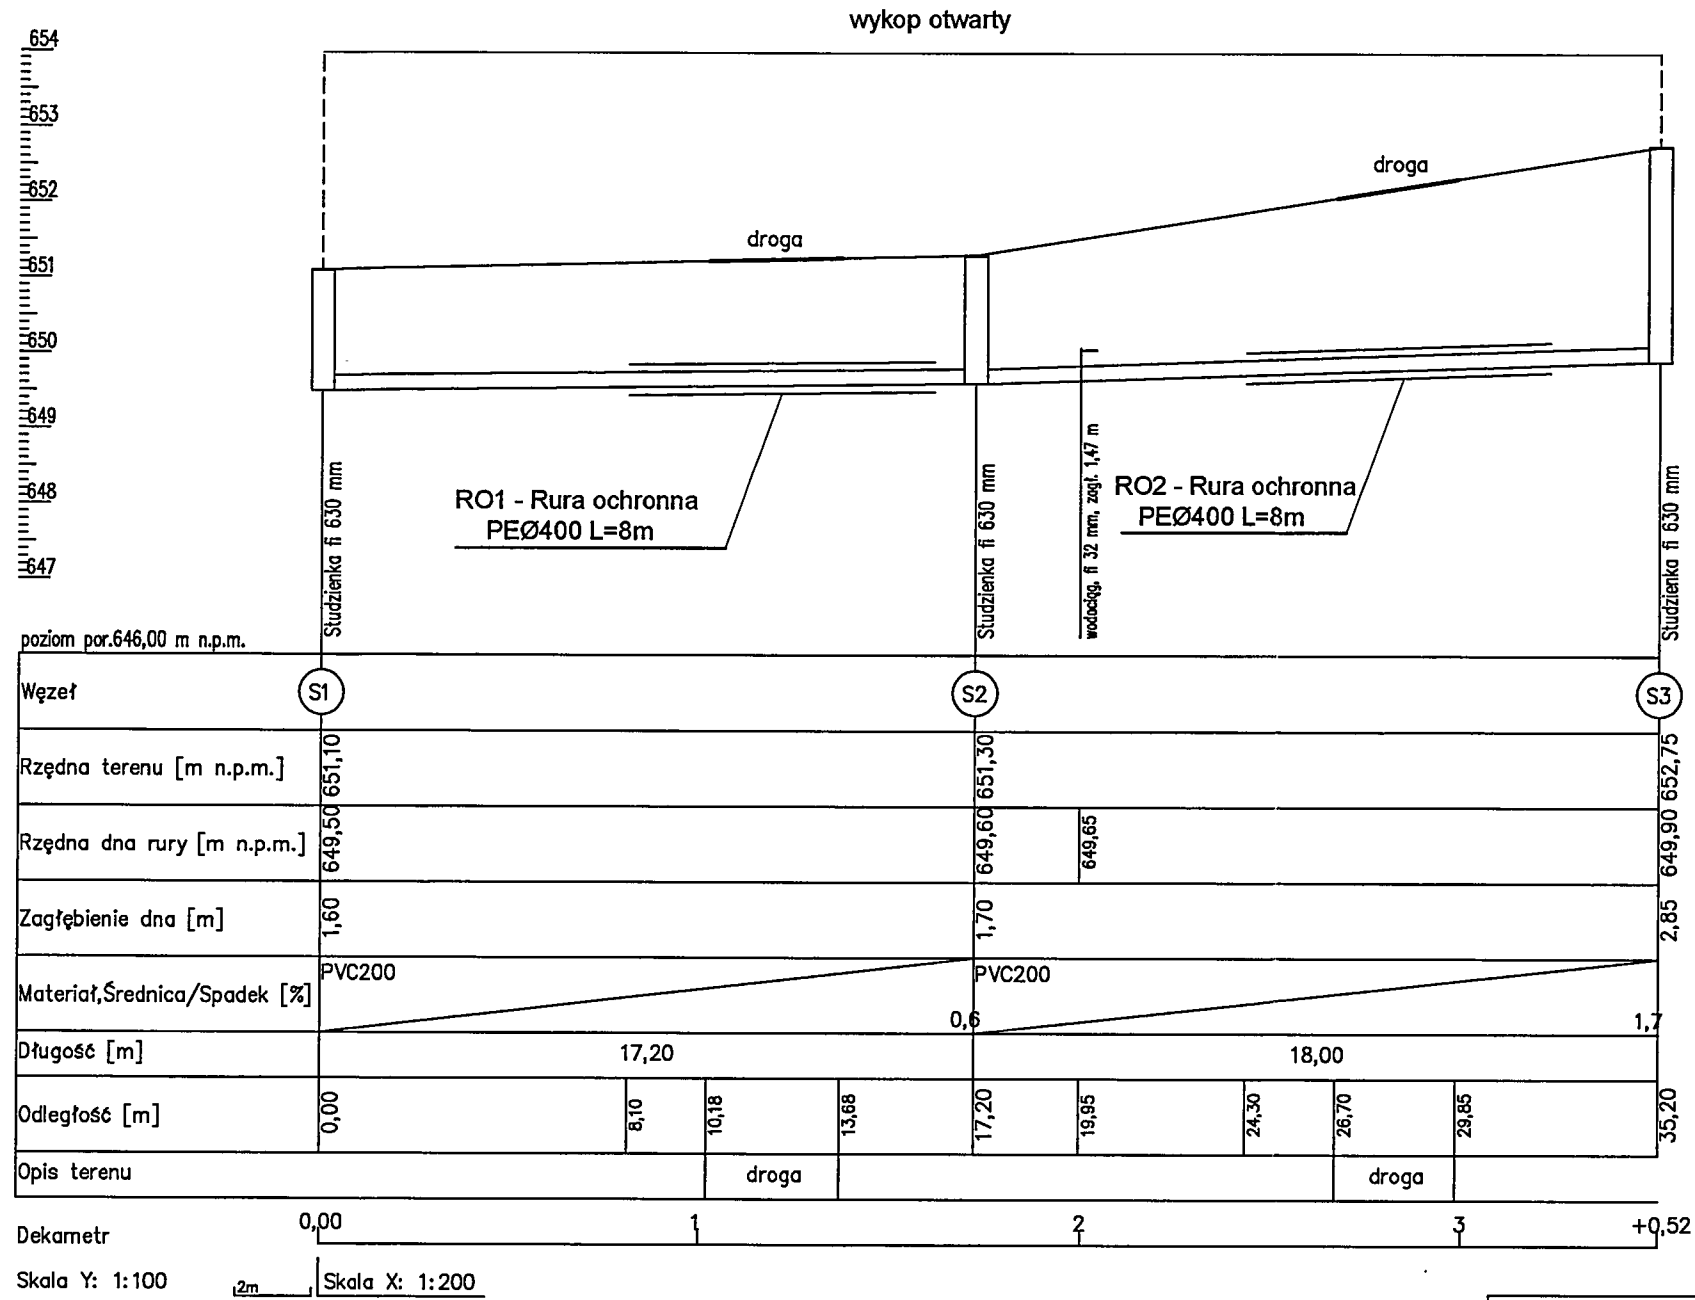 wykop otwarty
654
653
652
651
650
649
648
647
droga
droga
RO1 - Rura ochronna
PEØ400 L=8m
RO2 - Rura ochronna
PEØ400 L=8m
Studzienka fi 630 mm
Studzienka fi 630 mm
wodociąg, fi 32 mm, zagł. 1,47 m
Studzienka fi 630 mm
poziom por.646,00 m n.p.m.
Węzeł
S1
S2
S3
Rzędna terenu [m n.p.m.]
651,10
651,30
652,75
Rzędna dna rury [m n.p.m.]
649,50
649,60
649,65
649,90
Zagłębienie dna [m]
1,60
1,70
2,85
Materiał,Średnica/Spadek [%]
PVC200
0,6
PVC200
1,7
Długość [m]
17,20
18,00
Odległość [m]
0,00
8,10
10,18
13,68
17,20
19,95
24,30
26,70
29,85
35,20
Opis terenu
droga
droga
Dekametr
0,00
1
2
3
+0,52
Skala Y: 1:100
2m
Skala X: 1:200